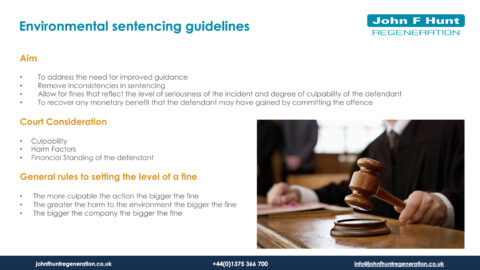 Environmental sentencing guidelines
John F Hunt
REGENERATION
Aim
• To address the need for improved guidance
• Remove inconsistencies in sentencing
• Allow for fines that reflect the level of seriousness of the incident and degree of culpability of the defendant
• To recover any monetary benefit that the defendant may have gained by committing the offence
Court Consideration
• Culpability
• Harm Factors
• Financial Standing of the defendant
General rules to setting the level of a fine
• The more culpable the action the bigger the fine
• The greater the harm to the environment the bigger the fine
• The bigger the company the bigger the fine
johnfhuntregeneration.co.uk
+44(0)1375 366 700
info@johnfhuntregeneration.co.uk